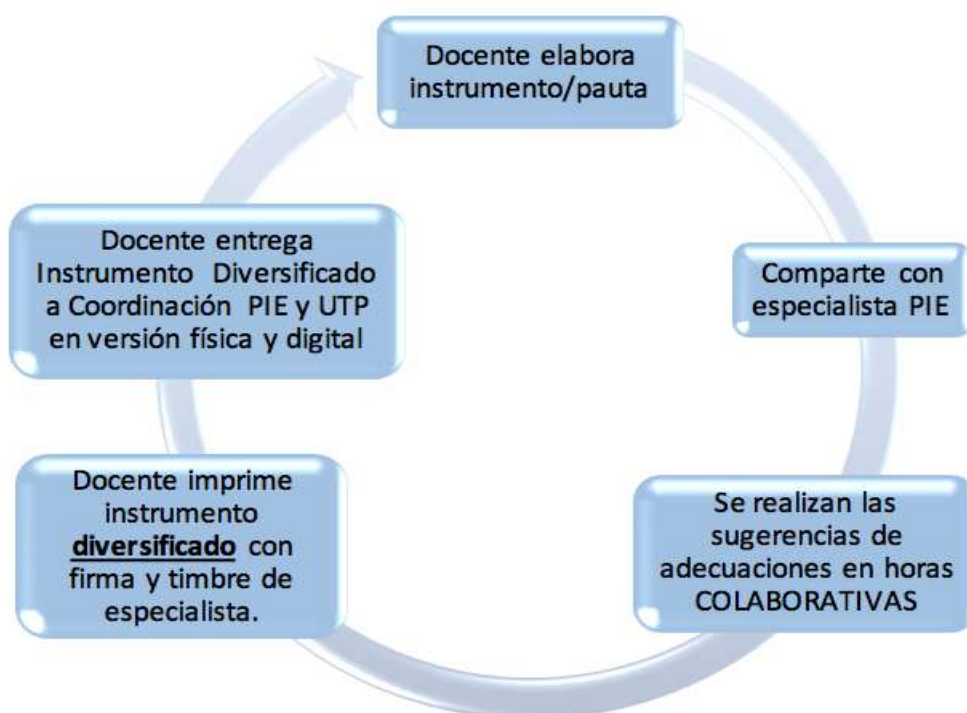 Docente elabora
instrumento/pauta
Comparte con
especialista PIE
Se realizan las
sugerencias de
adecuaciones en horas
COLABORATIVAS
Docente imprime
instrumento
diversificado con
firma y timbre de
especialista.
Docente entrega
Instrumento Diversificado
a Coordinación PIE y UTP
en versión física y digital